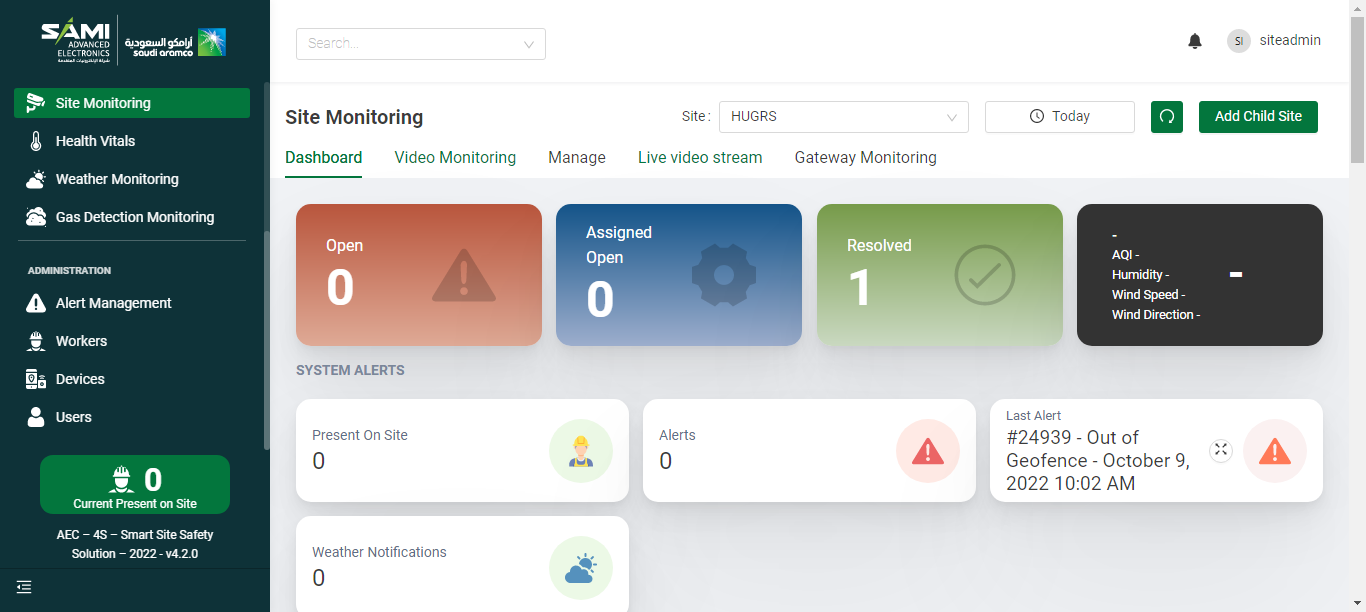 SAMI
ADVANCED
ELECTRONICS
شركة الإلكترونيات المتقدمة
أرامكو السعودية
saudi aramco
Search...
SI
siteadmin
Site Monitoring
Health Vitals
Weather Monitoring
Gas Detection Monitoring
ADMINISTRATION
Alert Management
Workers
Devices
Users
0
Current Present on Site
AEC – 4S – Smart Site Safety
Solution – 2022 - v4.2.0
Site Monitoring
Site :
HUGRS
Today
Add Child Site
Dashboard
Video Monitoring
Manage
Live video stream
Gateway Monitoring
Open
0
Assigned
Open
0
Resolved
1
-
AQI -
Humidity -
Wind Speed -
Wind Direction -
-
SYSTEM ALERTS
Present On Site
0
Alerts
0
Last Alert
#24939 - Out of
Geofence - October 9,
2022 10:02 AM
Weather Notifications
0